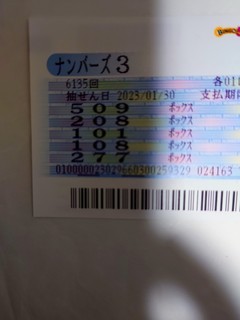 ナンバーズ3
6135回 各01口
抽せん日 2023/01/30 支払期
509 ボックス
208 ボックス
101 ボックス
108 ボックス
277 ボックス
010000023029660300259329 024163